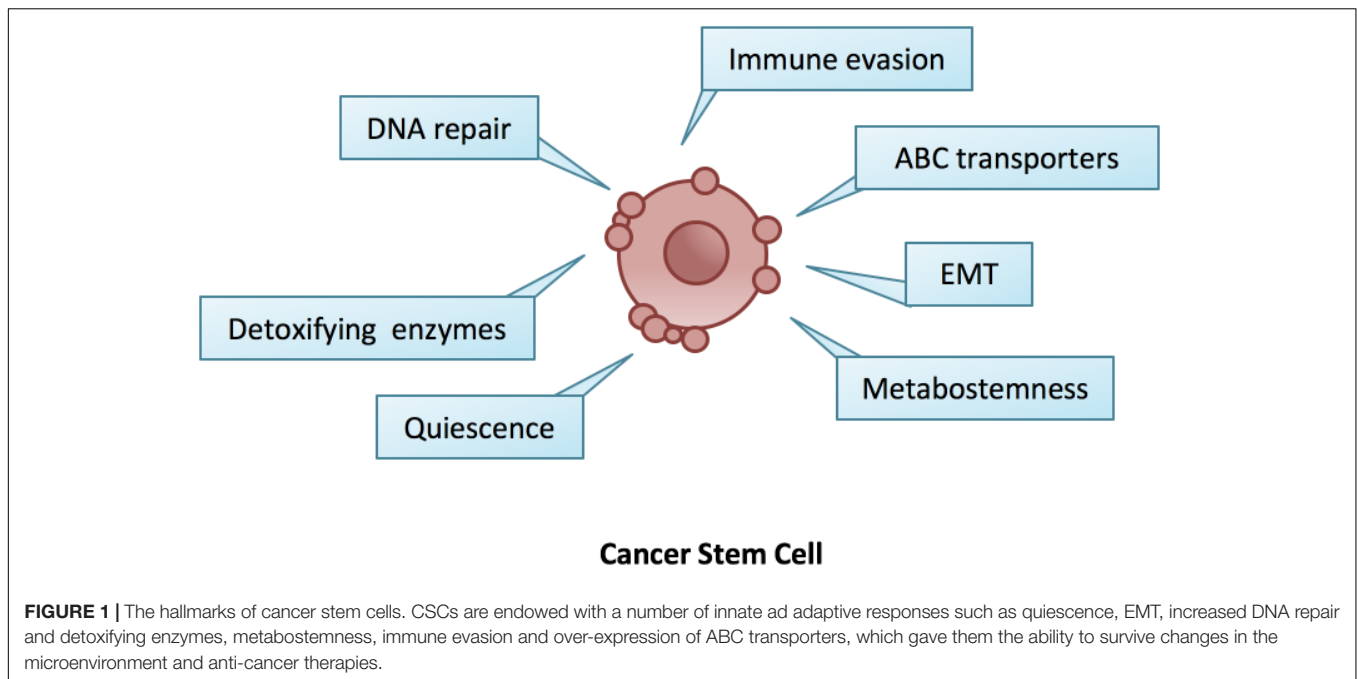 Immune evasion
DNA repair
ABC transporters
EMT
Detoxifying enzymes
Metabostemness
Quiescence
Cancer Stem Cell
FIGURE 1 | The hallmarks of cancer stem cells. CSCs are endowed with a number of innate ad adaptive responses such as quiescence, EMT, increased DNA repair
and detoxifying enzymes, metabostemness, immune evasion and over-expression of ABC transporters, which gave them the ability to survive changes in the
microenvironment and anti-cancer therapies.